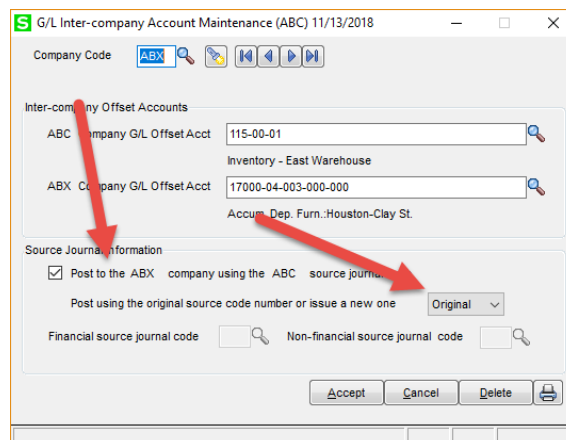 S G/L Inter-company Account Maintenance (ABC) 11/13/2018
Company Code ABX
Inter-company Offset Accounts
ABC Company G/L Offset Acct 115-00-01
Inventory - East Warehouse
ABX Company G/L Offset Acct 17000-04-003-000-000
Accum. Dep. Furn.:Houston-Clay St.
Source Journal Information
Post to the ABX company using the ABC source journal
Post using the original source code number or issue a new one Original
Financial source journal code Non-financial source journal code
Accept Cancel Delete